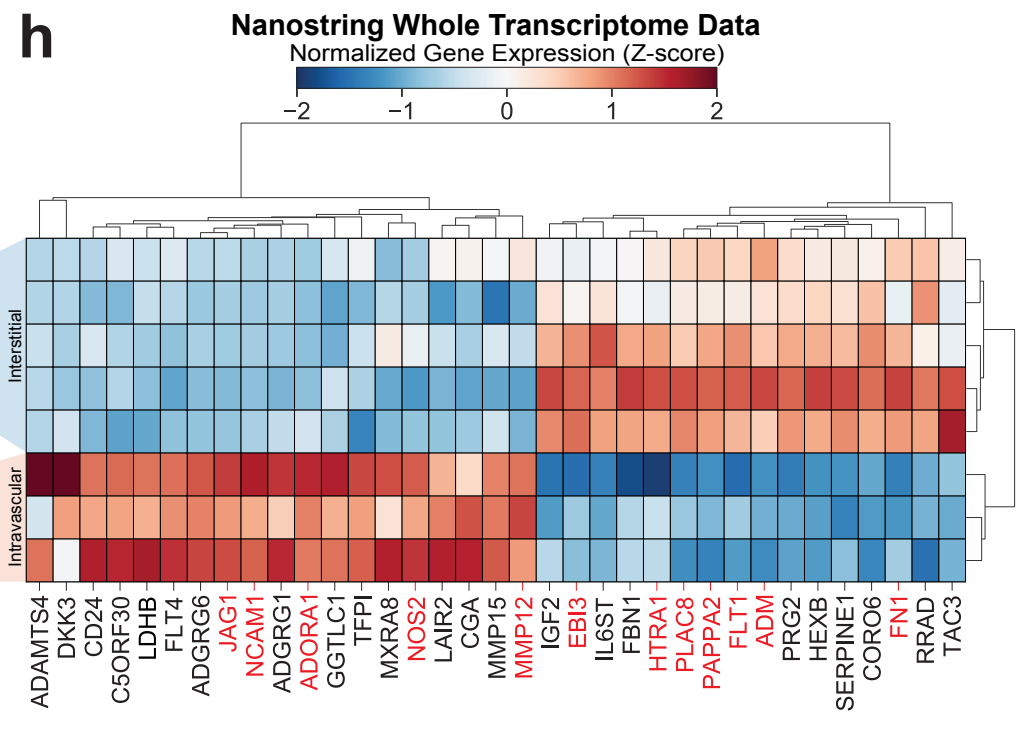 h
Nanostring Whole Transcriptome Data
Normalized Gene Expression (Z-score)
−2 −1 0 1 2
Interstitial
Intravascular
ADAMTS4
DKK3
CD24
C5ORF30
LDHB
FLT4
ADGRG6
JAG1
NCAM1
ADGRG1
ADORA1
GGTLC1
TFPI
MXRA8
NOS2
LAIR2
CGA
MMP15
MMP12
IGF2
EBI3
IL6ST
FBN1
HTRA1
PLAC8
PAPPA2
FLT1
ADM
PRG2
HEXB
SERPINE1
CORO6
FN1
RRAD
TAC3